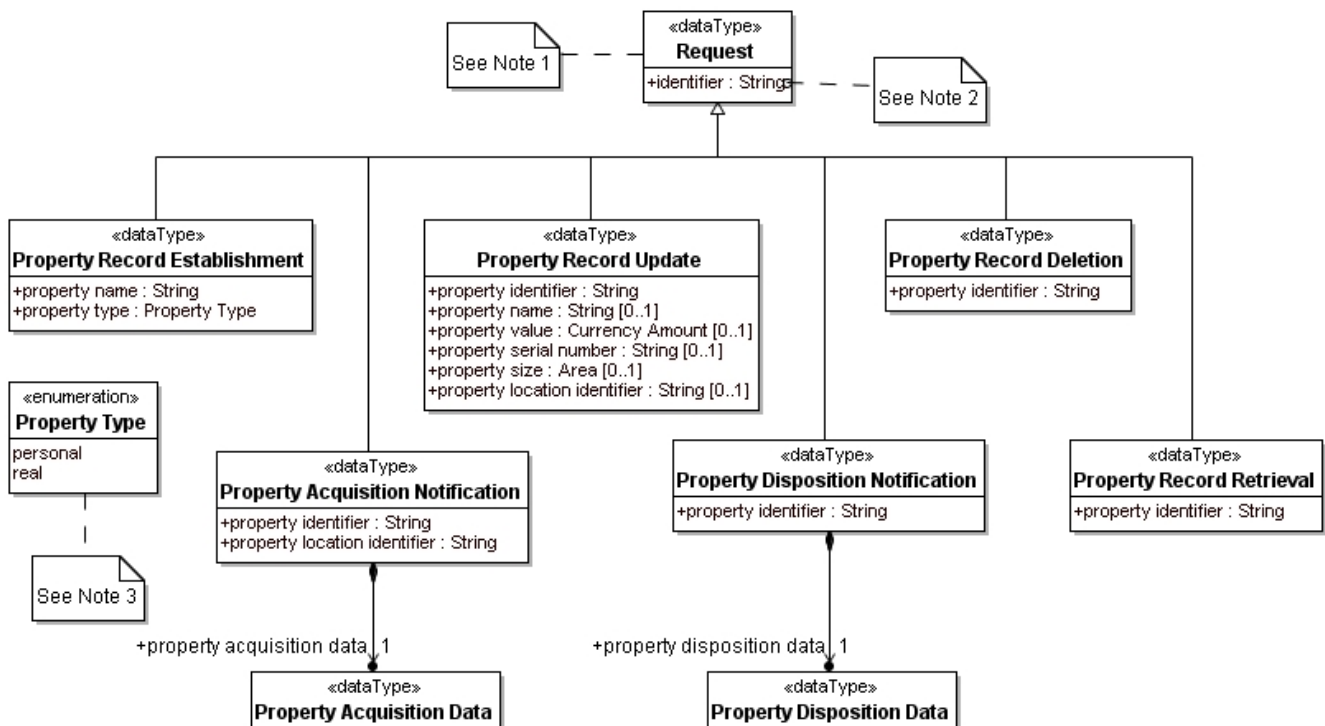 «dataType»
Request
+identifier : String
See Note 1
See Note 2
«dataType»
Property Record Establishment
+property name : String
+property type : Property Type
«dataType»
Property Record Update
+property identifier : String
+property name : String [0..1]
+property value : Currency Amount [0..1]
+property serial number : String [0..1]
+property size : Area [0..1]
+property location identifier : String [0..1]
«dataType»
Property Record Deletion
+property identifier : String
«enumeration»
Property Type
personal
real
See Note 3
«dataType»
Property Acquisition Notification
+property identifier : String
+property location identifier : String
«dataType»
Property Disposition Notification
+property identifier : String
«dataType»
Property Record Retrieval
+property identifier : String
+property acquisition data 1
+property disposition data 1
«dataType»
Property Acquisition Data
«dataType»
Property Disposition Data